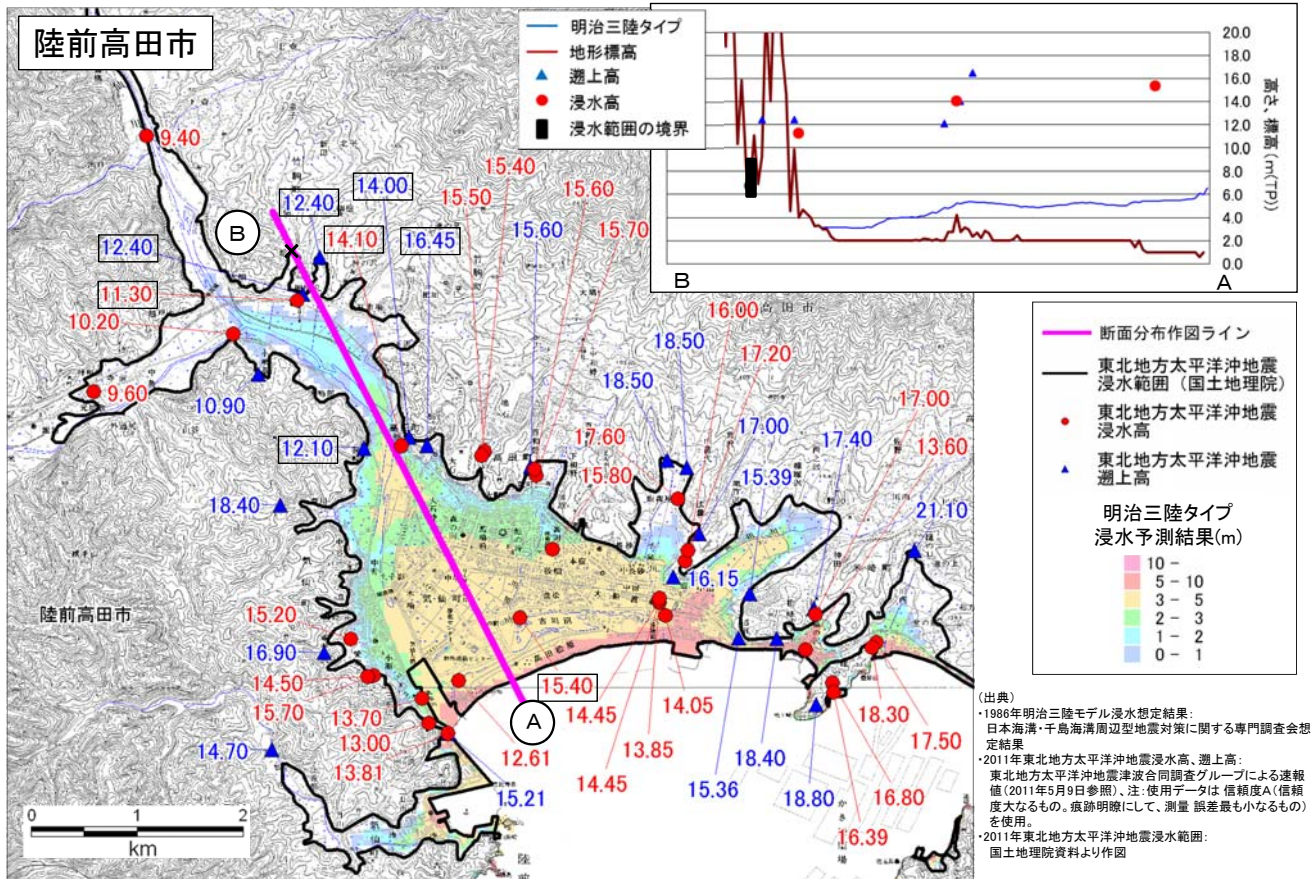 陸前高田市
明治三陸タイプ
地形標高
遡上高
浸水高
浸水範囲の境界
20.0
18.0
16.0
14.0
12.0
10.0
8.0
6.0
4.0
2.0
0.0
高さ、標高(m(TP))
B
A
9.40
12.40
14.00
15.40
15.50
15.60
15.70
B
12.40
14.10
16.45
15.60
11.30
10.20
9.60
10.90
12.10
18.40
高田市
16.00
18.50
17.20
18.50
17.00
17.60
17.00
17.40
13.60
15.80
15.39
21.10
16.15
陸前高田市
15.20
16.90
14.50
15.70
13.70
13.00
13.81
14.70
15.40
A
12.61
15.21
14.45
14.45
13.85
14.05
15.36
18.40
18.80
16.39
16.80
17.50
18.30
0 1 2
km
断面分布作図ライン
東北地方太平洋沖地震
浸水範囲(国土地理院)
東北地方太平洋沖地震
浸水高
東北地方太平洋沖地震
遡上高
明治三陸タイプ
浸水予測結果(m)
10 -
5 - 10
3 - 5
2 - 3
1 - 2
0 - 1
(出典)
・1986年明治三陸モデル浸水想定結果:
日本海溝・千島海溝周辺型地震対策に関する専門調査会想
定結果
・2011年東北地方太平洋沖地震浸水高、遡上高:
東北地方太平洋沖地震津波合同調査グループによる速報
値(2011年5月9日参照)、注:使用データは信頼度A(信頼
度大なるもの。痕跡明瞭にして、測量 誤差最も小なるもの)
を使用。
・2011年東北地方太平洋沖地震浸水範囲:
国土地理院資料より作図